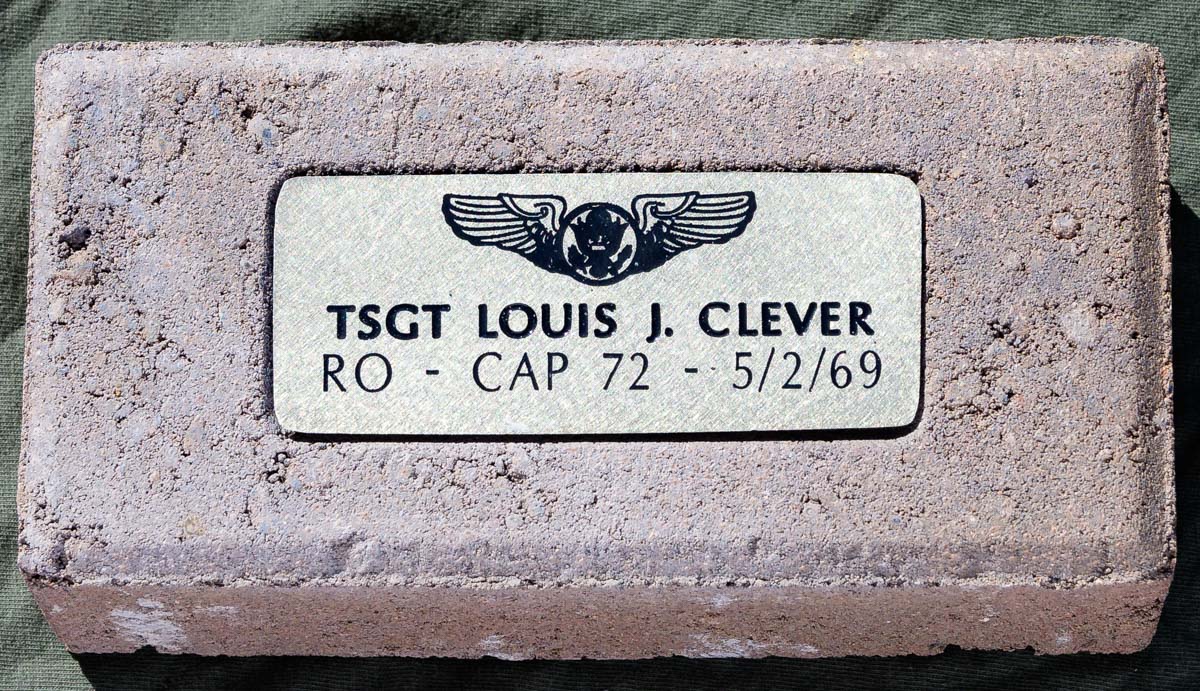 TSGT LOUIS J. CLEVER
RO - CAP 72 - 5/2/69